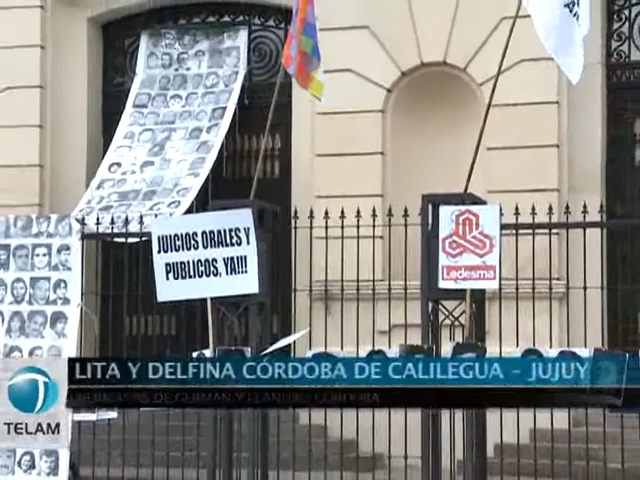 JUICIOS ORALES Y
PUBLICOS, YA!!!
Ledesma
LITA Y DELFINA CÓRDOBA DE CALILEGUA - JUJUY
TELAM